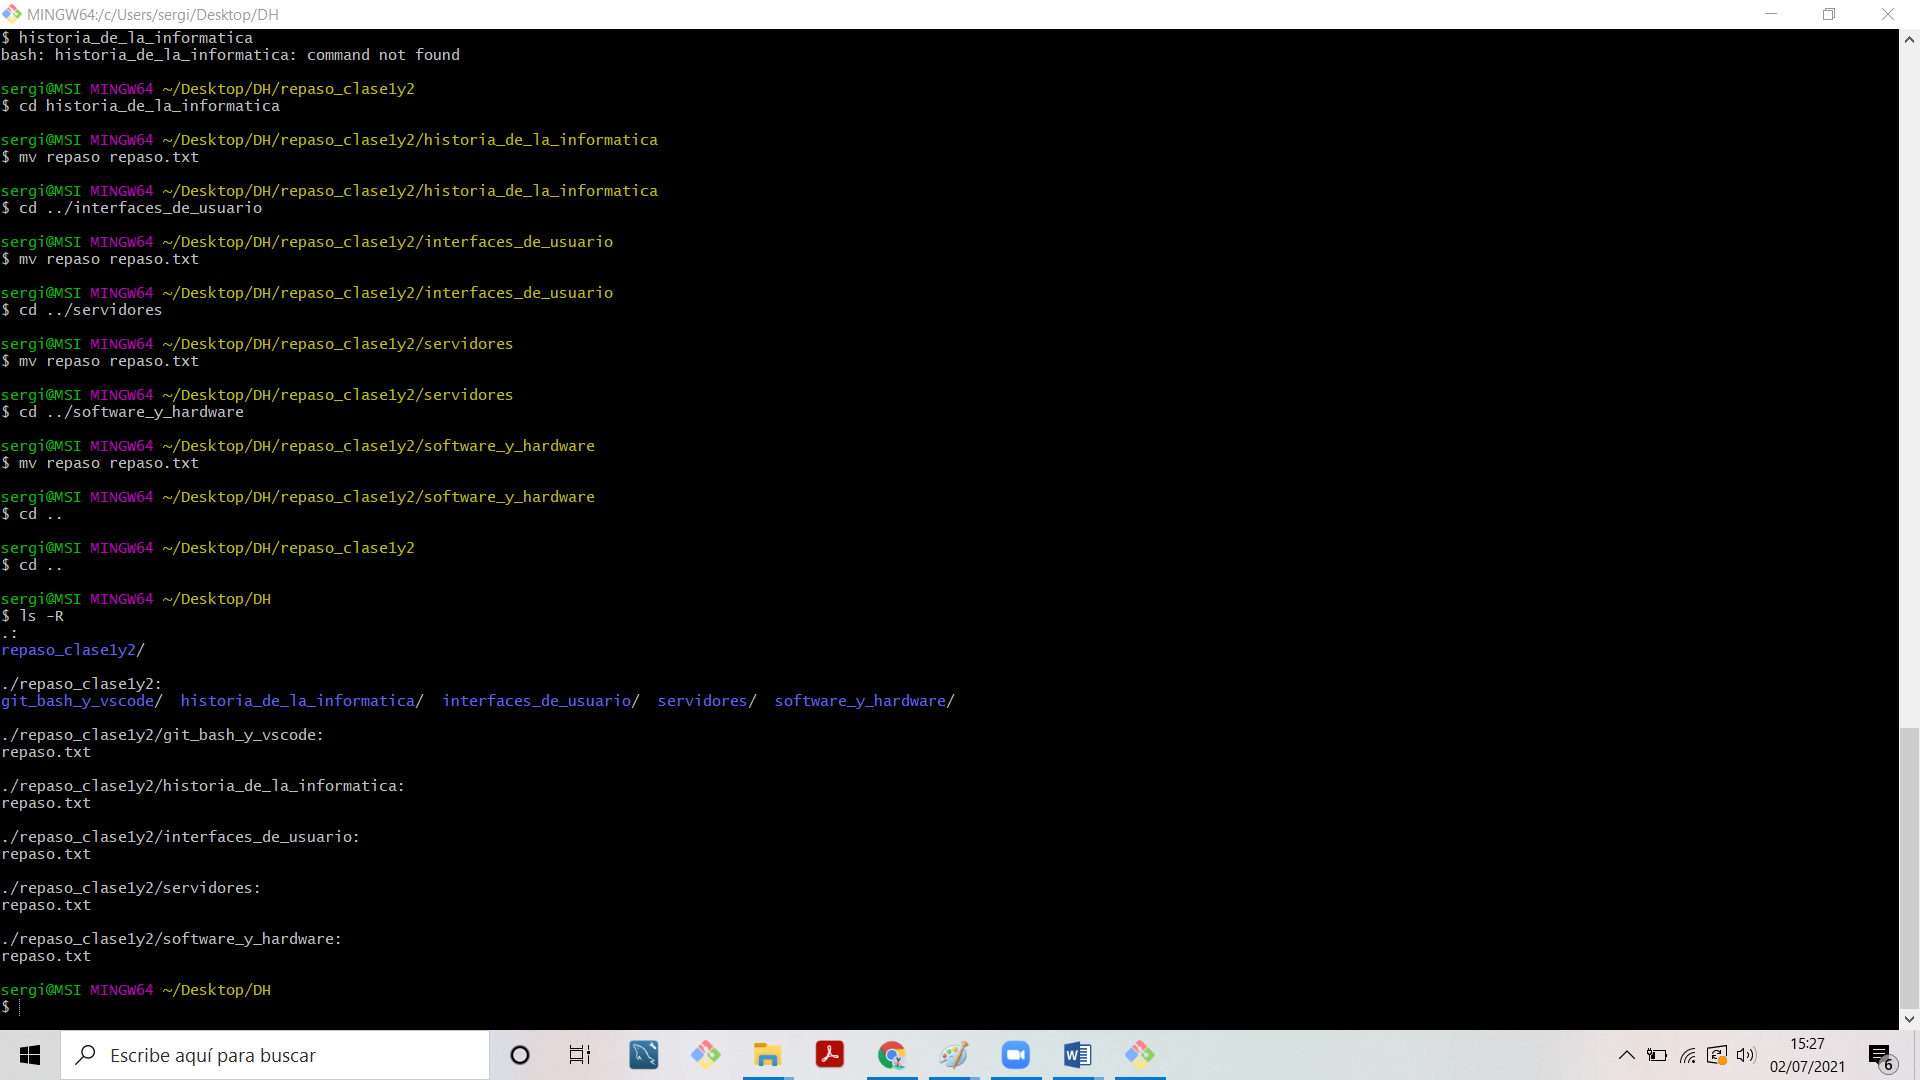 MINGW64:/c/Users/sergi/Desktop/DH
$ historia_de_la_informatica
bash: historia_de_la_informatica: command not found
sergi@MSI MINGW64 ~/Desktop/DH/repaso_clase1y2
$ cd historia_de_la_informatica
sergi@MSI MINGW64 ~/Desktop/DH/repaso_clase1y2/historia_de_la_informatica
$ mv repaso repaso.txt
sergi@MSI MINGW64 ~/Desktop/DH/repaso_clase1y2/historia_de_la_informatica
$ cd ../interfaces_de_usuario
sergi@MSI MINGW64 ~/Desktop/DH/repaso_clase1y2/interfaces_de_usuario
$ mv repaso repaso.txt
sergi@MSI MINGW64 ~/Desktop/DH/repaso_clase1y2/interfaces_de_usuario
$ cd ../servidores
sergi@MSI MINGW64 ~/Desktop/DH/repaso_clase1y2/servidores
$ mv repaso repaso.txt
sergi@MSI MINGW64 ~/Desktop/DH/repaso_clase1y2/servidores
$ cd ../software_y_hardware
sergi@MSI MINGW64 ~/Desktop/DH/repaso_clase1y2/software_y_hardware
$ mv repaso repaso.txt
sergi@MSI MINGW64 ~/Desktop/DH/repaso_clase1y2/software_y_hardware
$ cd ..
sergi@MSI MINGW64 ~/Desktop/DH/repaso_clase1y2
$ cd ..
sergi@MSI MINGW64 ~/Desktop/DH
$ ls -R
.:
repaso_clase1y2/
./repaso_clase1y2:
git_bash_y_vscode/  historia_de_la_informatica/  interfaces_de_usuario/  servidores/  software_y_hardware/
./repaso_clase1y2/git_bash_y_vscode:
repaso.txt
./repaso_clase1y2/historia_de_la_informatica:
repaso.txt
./repaso_clase1y2/interfaces_de_usuario:
repaso.txt
./repaso_clase1y2/servidores:
repaso.txt
./repaso_clase1y2/software_y_hardware:
repaso.txt
sergi@MSI MINGW64 ~/Desktop/DH
$
Escribe aquí para buscar
15:27
02/07/2021
6